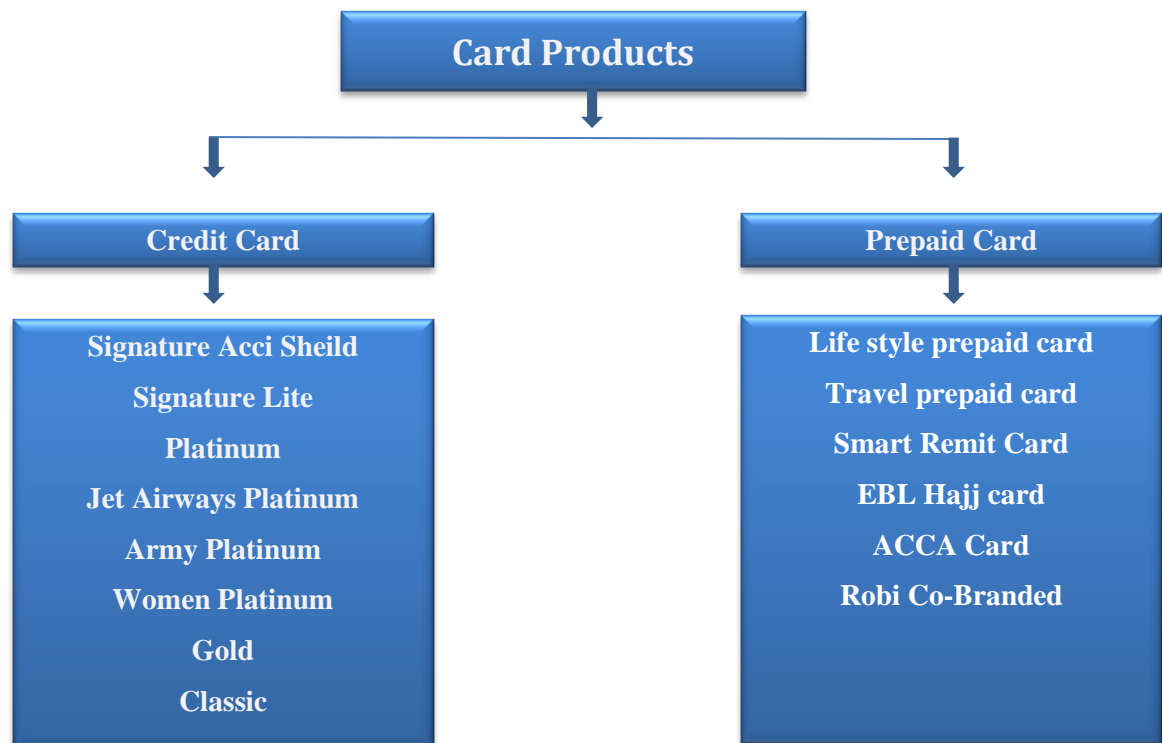 Card Products
Credit Card
Prepaid Card
Signature Acci Sheild
Signature Lite
Platinum
Jet Airways Platinum
Army Platinum
Women Platinum
Gold
Classic
Life style prepaid card
Travel prepaid card
Smart Remit Card
EBL Hajj card
ACCA Card
Robi Co-Branded